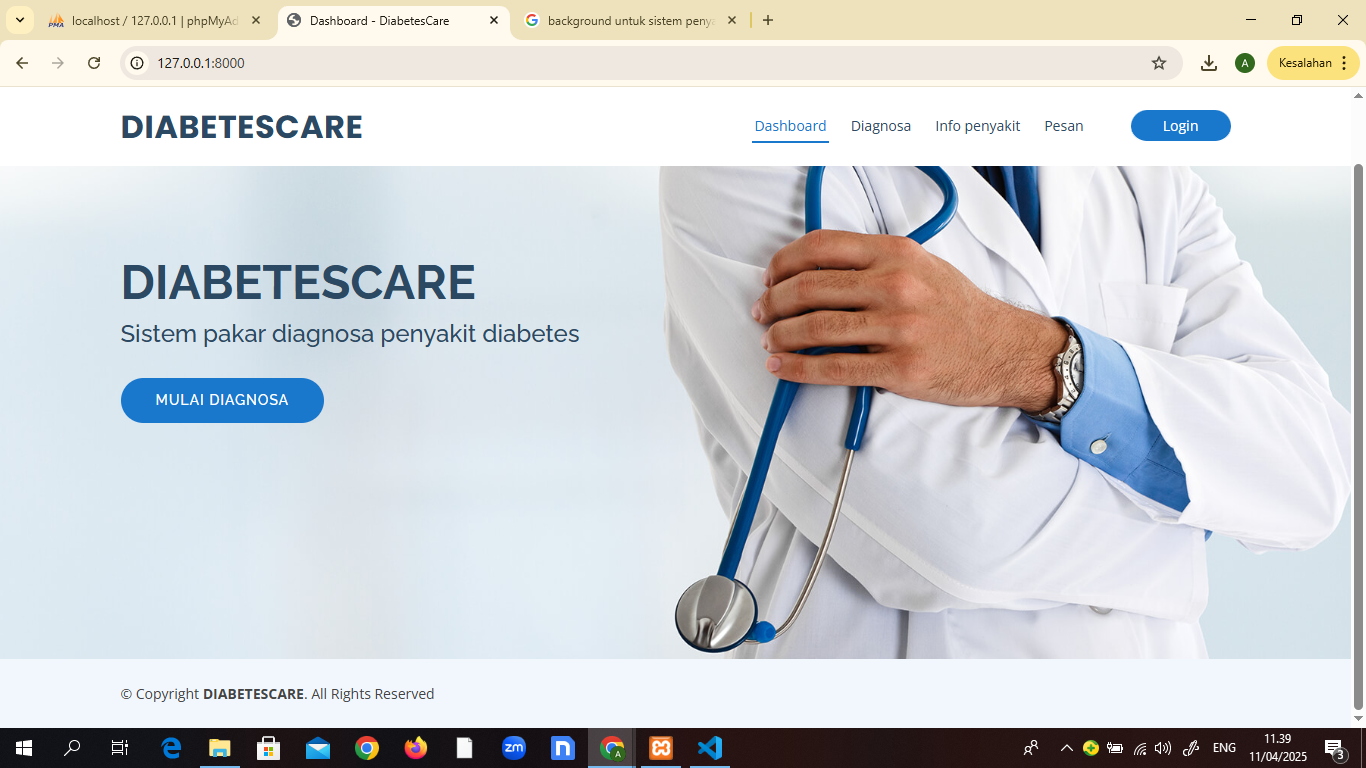 localhost / 127.0.0.1 | phpMyAd
Dashboard - DiabetesCare
background untuk sistem penya
127.0.0.1:8000
A
Kesalahan
DIABETESCARE
Dashboard
Diagnosa
Info penyakit
Pesan
Login
DIABETESCARE
Sistem pakar diagnosa penyakit diabetes
MULAI DIAGNOSA
© Copyright DIABETESCARE. All Rights Reserved
zm
A
ENG
11.39
11/04/2025
3